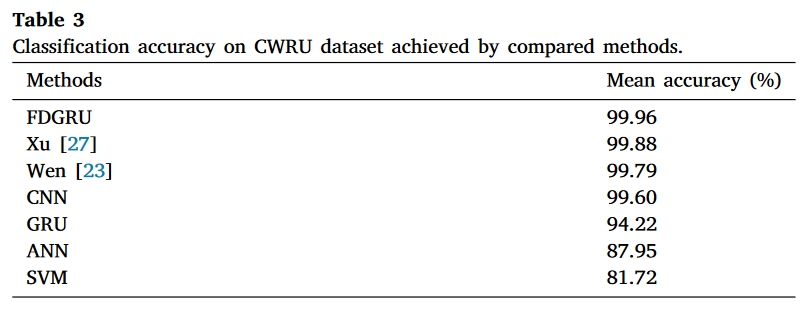 Table 3
Classification accuracy on CWRU dataset achieved by compared methods.
Methods Mean accuracy (%)
FDGRU 99.96
Xu [27] 99.88
Wen [23] 99.79
CNN 99.60
GRU 94.22
ANN 87.95
SVM 81.72